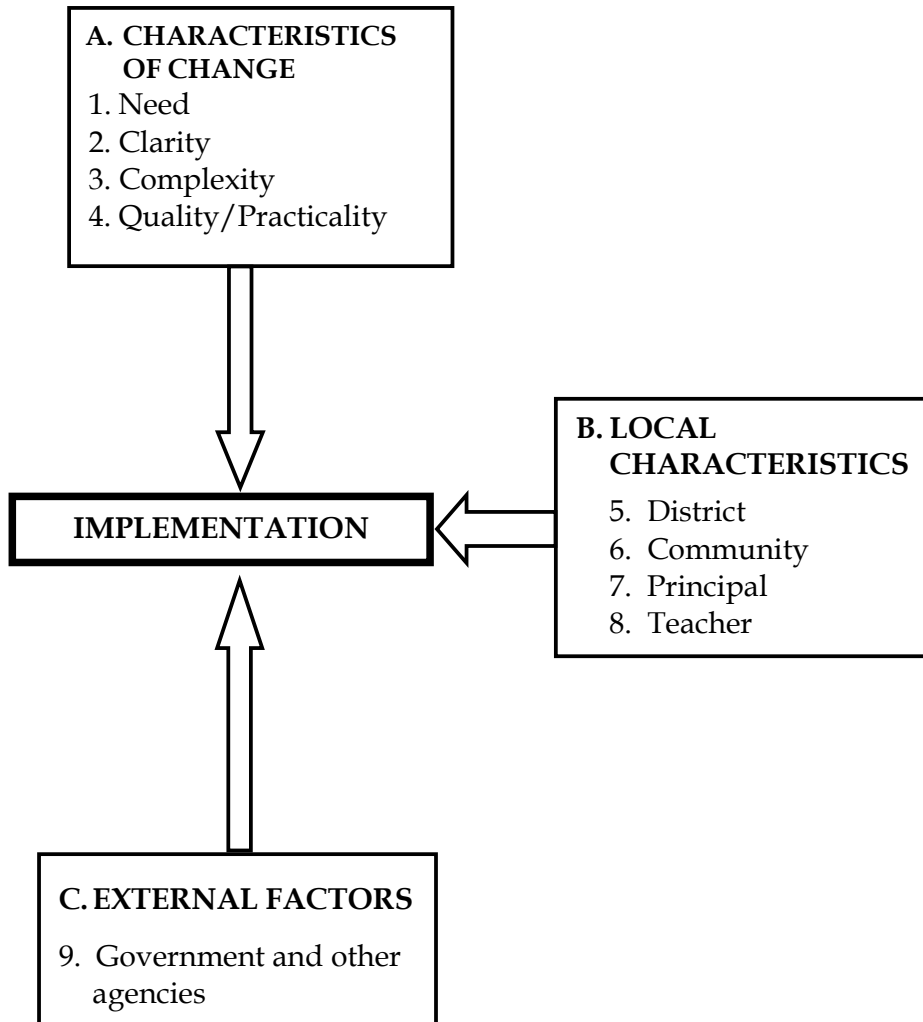 A. CHARACTERISTICS
OF CHANGE
1. Need
2. Clarity
3. Complexity
4. Quality/Practicality
IMPLEMENTATION
B. LOCAL
CHARACTERISTICS
5. District
6. Community
7. Principal
8. Teacher
C. EXTERNAL FACTORS
9. Government and other
agencies